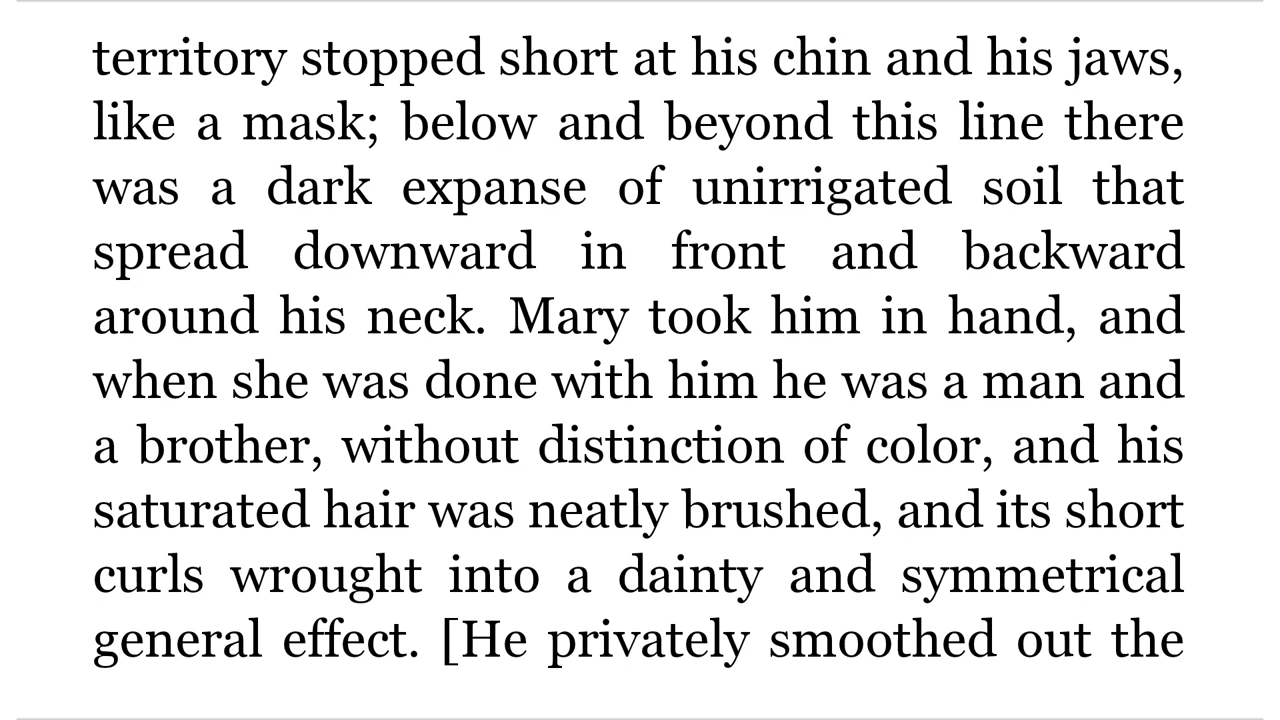 territory stopped short at his chin and his jaws,
like a mask; below and beyond this line there
was a dark expanse of unirrigated soil that
spread downward in front and backward
around his neck. Mary took him in hand, and
when she was done with him he was a man and
a brother, without distinction of color, and his
saturated hair was neatly brushed, and its short
curls wrought into a dainty and symmetrical
general effect. [He privately smoothed out the